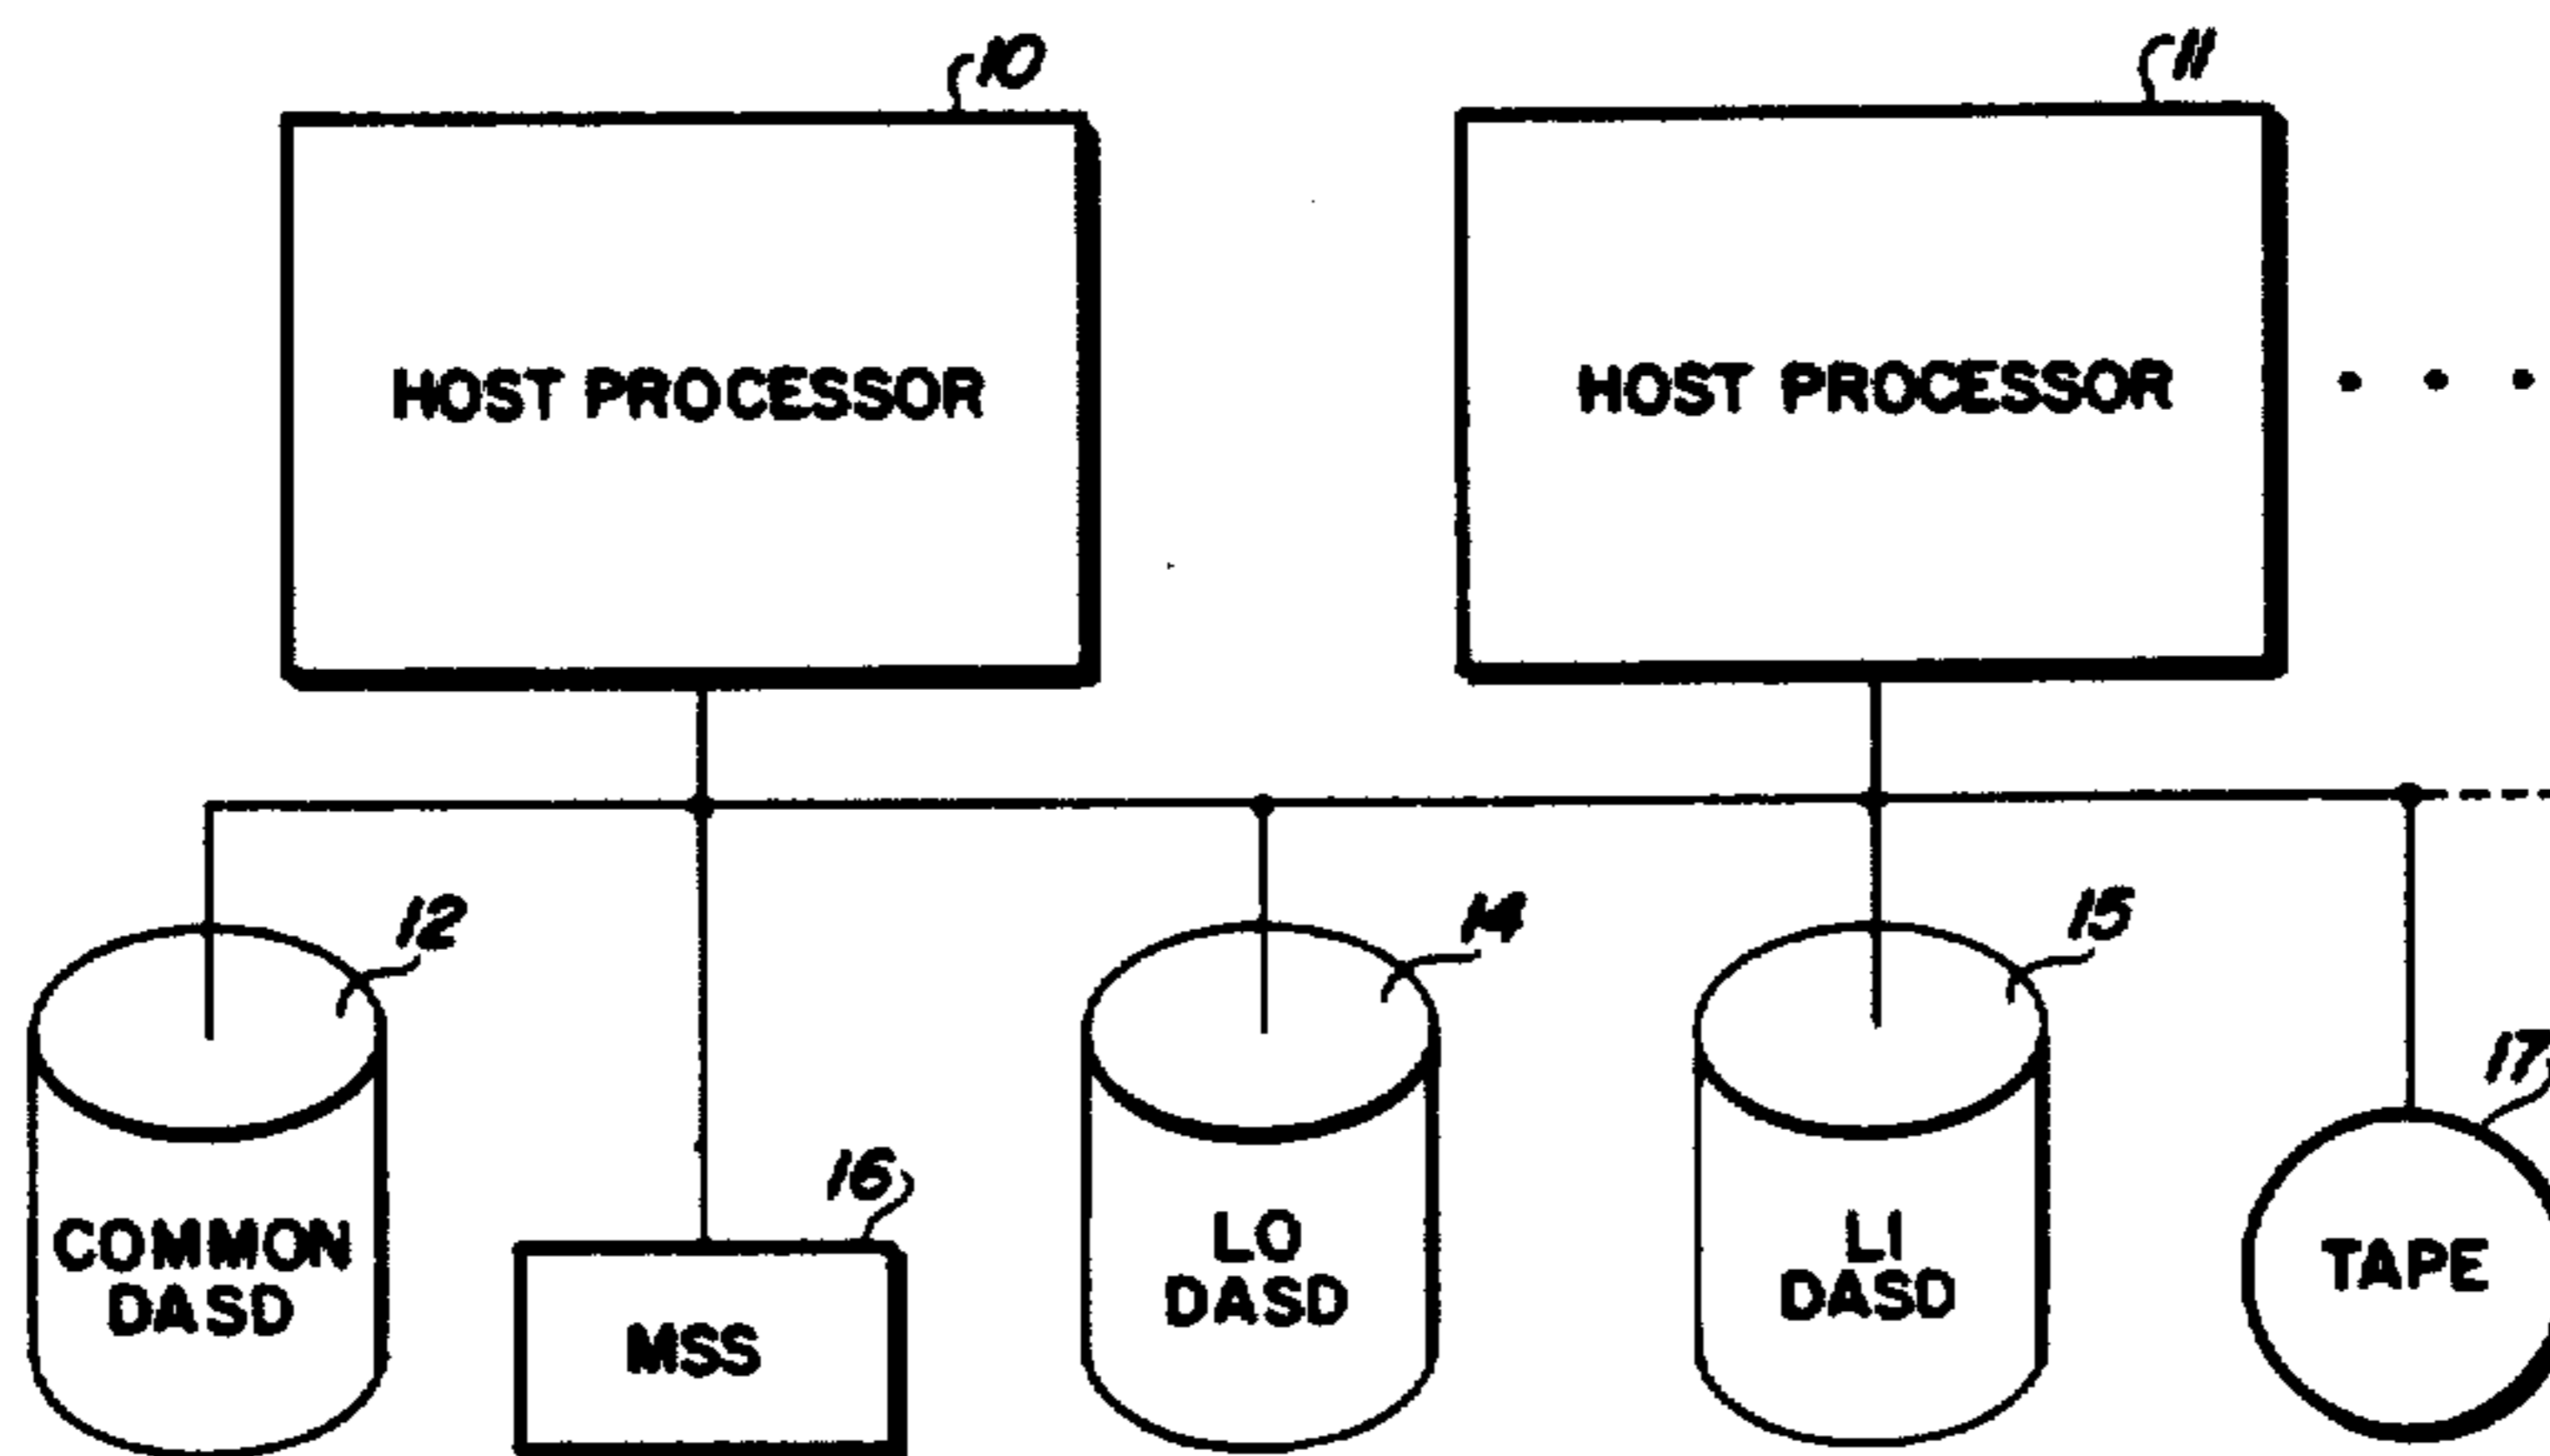 10
11
HOST PROCESSOR
HOST PROCESSOR
12
14
15
17
16
COMMON
DASD
MSS
LO
DASD
LI
DASD
TAPE